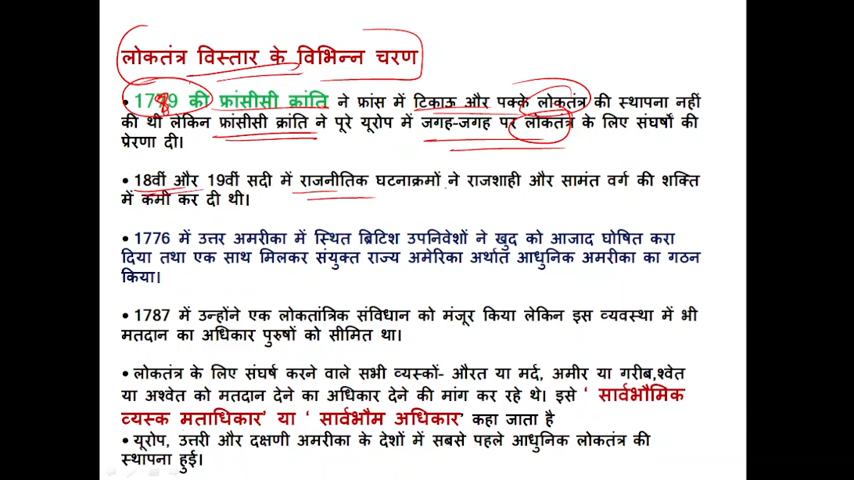 लोकतंत्र विस्तार के विभिन्न चरण
• 1789 की फ्रांसीसी क्रांति ने फ्रांस में टिकाऊ और पक्के लोकतंत्र की स्थापना नहीं
की थी लेकिन फ्रांसीसी क्रांति ने पूरे यूरोप में जगह-जगह पर लोकतंत्र के लिए संघर्षों की
प्रेरणा दी।
• 18वीं और 19वीं सदी में राजनीतिक घटनाक्रमों ने राजशाही और सामंत वर्ग की शक्ति
में कमी कर दी थी।
• 1776 में उत्तर अमरीका में स्थित ब्रिटिश उपनिवेशों ने खुद को आजाद घोषित करा
दिया तथा एक साथ मिलकर संयुक्त राज्य अमेरिका अर्थात आधुनिक अमरीका का गठन
किया।
• 1787 में उन्होंने एक लोकतांत्रिक संविधान को मंजूर किया लेकिन इस व्यवस्था में भी
मतदान का अधिकार पुरुषों को सीमित था।
• लोकतंत्र के लिए संघर्ष करने वाले सभी व्यस्कों- औरत या मर्द, अमीर या गरीब,श्वेत
या अश्वेत को मतदान देने का अधिकार देने की मांग कर रहे थे। इसे ‘ सार्वभौमिक
व्यस्क मताधिकार’ या ‘ सार्वभौम अधिकार’ कहा जाता है
• यूरोप, उत्तरी और दक्षणी अमरीका के देशों में सबसे पहले आधुनिक लोकतंत्र की
स्थापना हुई।